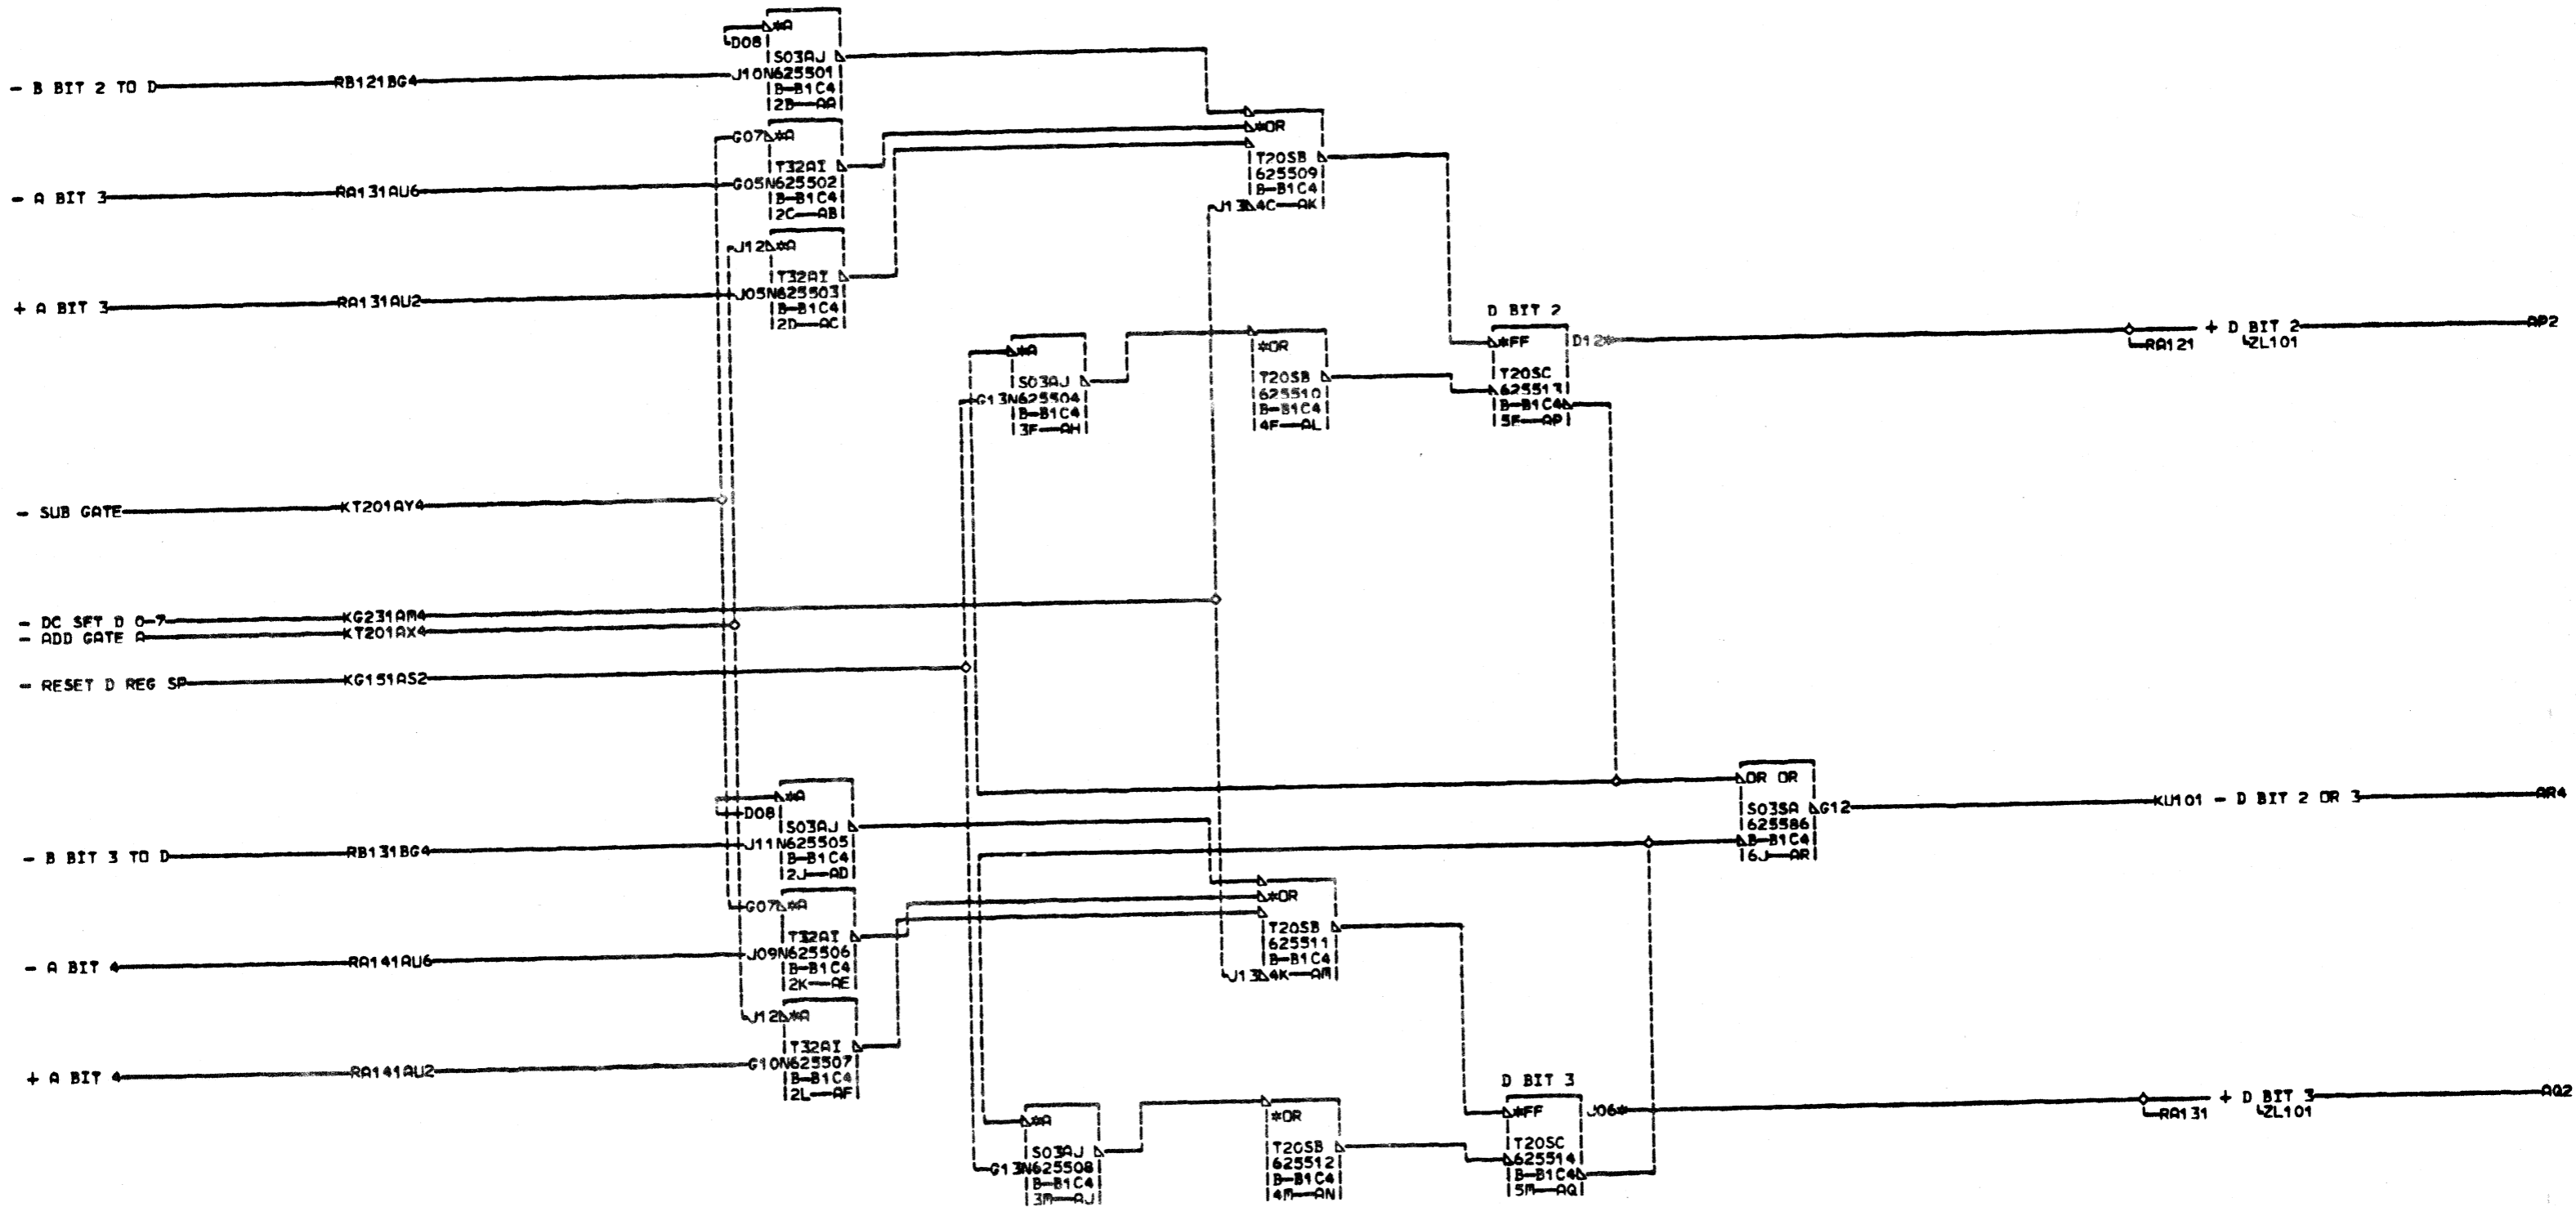 *A
D08
S03AJ
- B BIT 2 TO D RB121BG4 J10N625501
B-B1C4
2B-AA
G07 *A
T32AI
- A BIT 3 RA131AU6 G05N625502
B-B1C4
2C-AB
J12 *A
T32AI
+ A BIT 3 RA131AU2 J05N625503
B-B1C4
2D-AC
*OR
T20SB
625509
B-B1C4
J13 4C-AK
*A
S03AJ
G13N625504
B-B1C4
3F-AH
*OR
T20SB
625510
B-B1C4
4F-AL
D BIT 2
*FF D12*
T20SC
625513
B-B1C4
5F-AP
+ D BIT 2 AP2
RA121 ZL101
- SUB GATE KT201AY4
- DC SET D 0-7 KG231AM4
- ADD GATE A KT201AX4
- RESET D REG SP KG151AS2
OR OR
S03SA G12 KU101 - D BIT 2 OR 3 AR4
625586
B-B1C4
6J-AR
*A
D08
S03AJ
- B BIT 3 TO D RB131BG4 J11N625505
B-B1C4
2J-AD
G07 *A
T32AI
- A BIT 4 RA141AU6 J09N625506
B-B1C4
2K-AE
J12 *A
T32AI
+ A BIT 4 RA141AU2 G10N625507
B-B1C4
2L-AF
*OR
T20SB
625511
B-B1C4
J13 4K-AM
*A
S03AJ
G13N625508
B-B1C4
3M-AJ
*OR
T20SB
625512
B-B1C4
4M-AN
D BIT 3
*FF J06*
T20SC
625514
B-B1C4
5M-AQ
+ D BIT 3 AQ2
RA131 ZL101